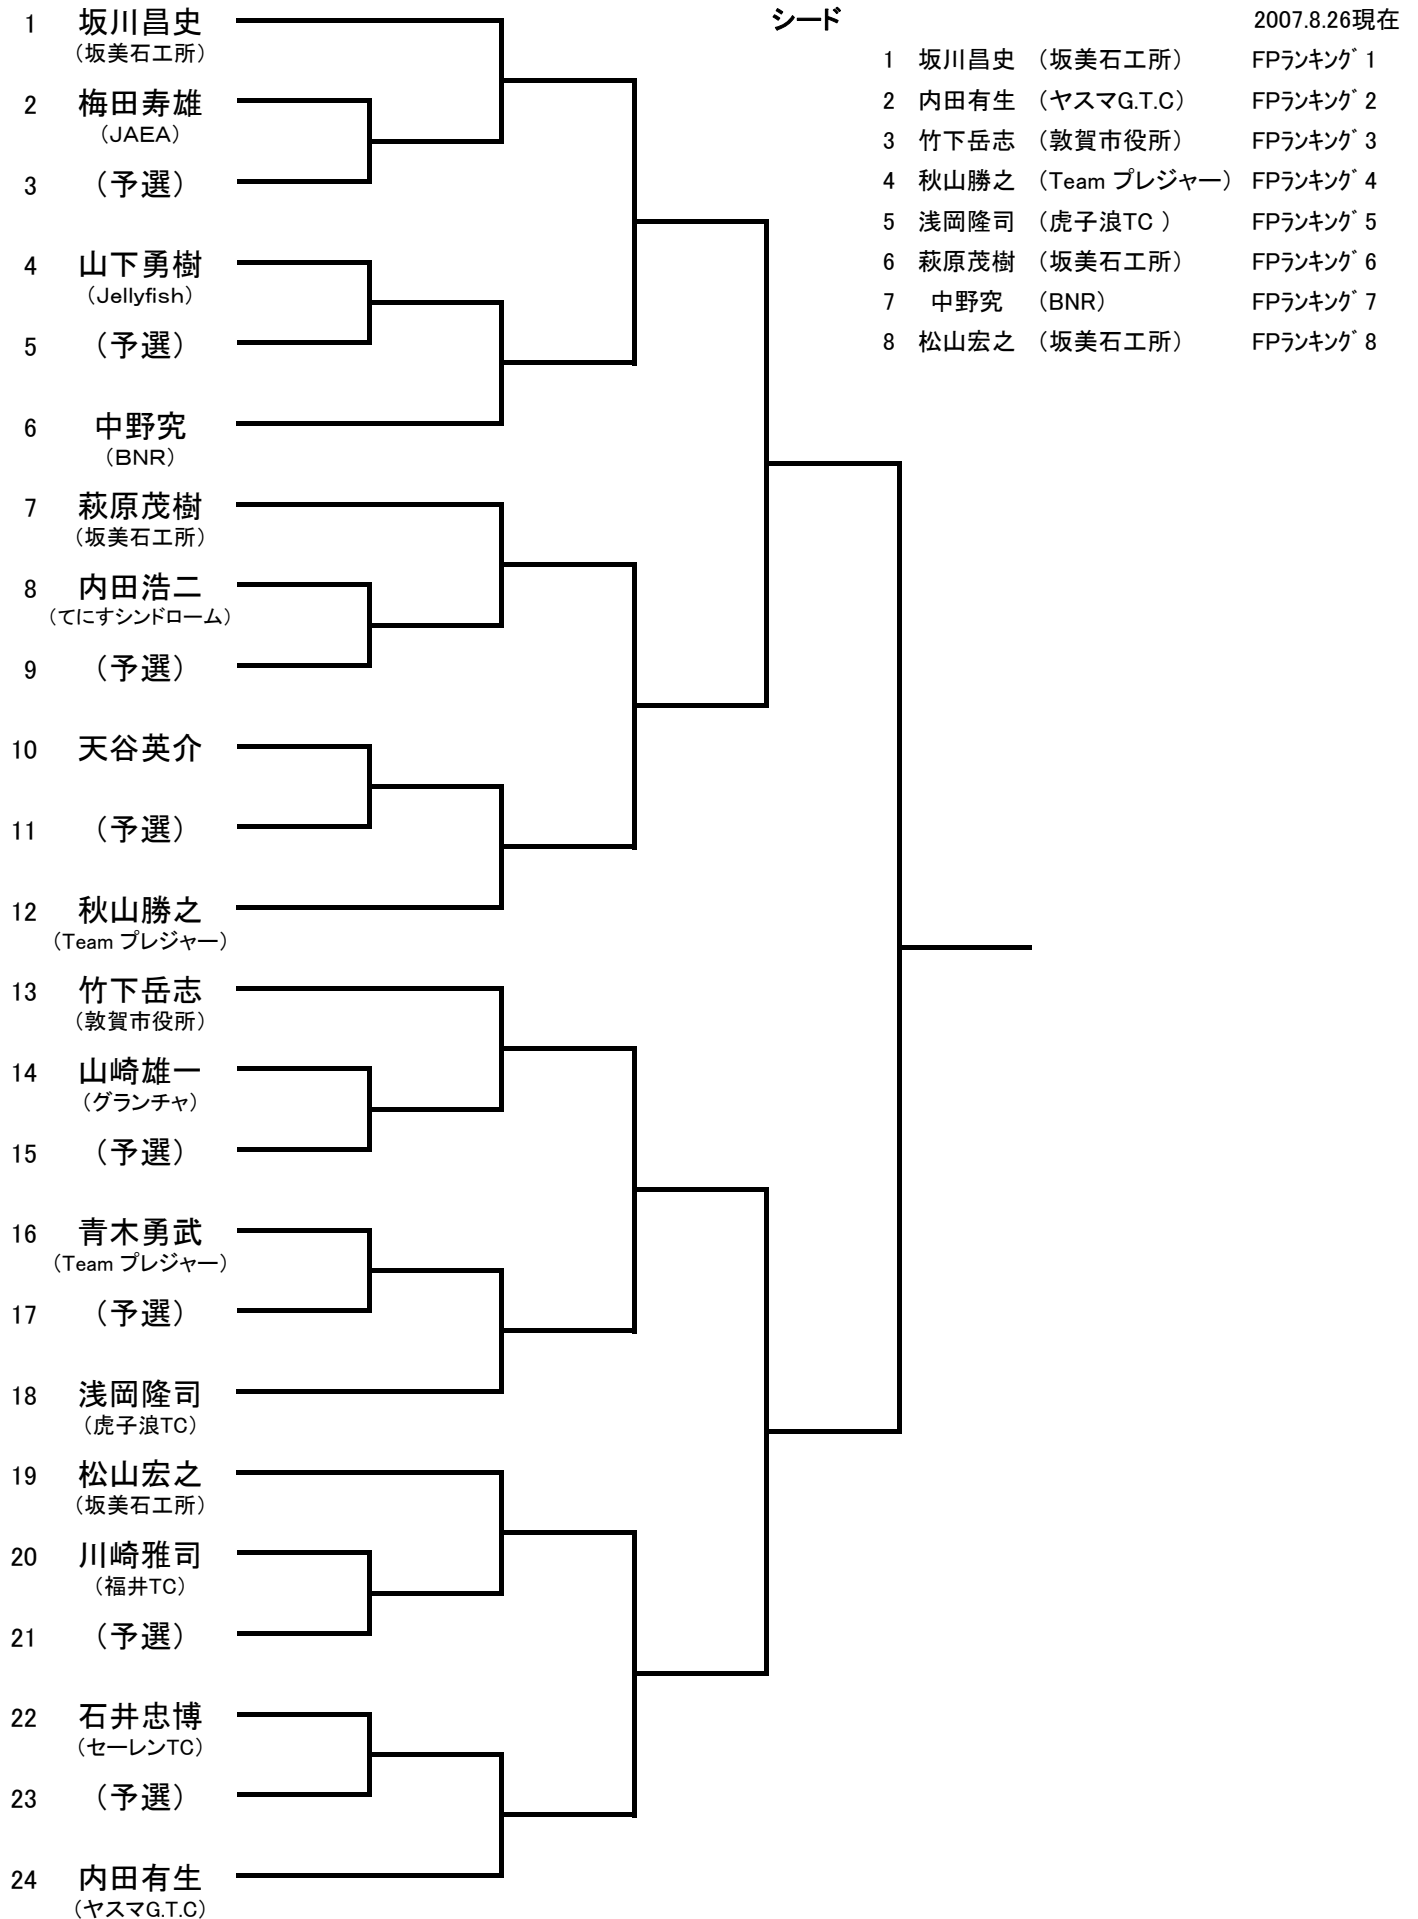 シード 2007.8.26現在
1 坂川昌史 （坂美石工所） FPランキング 1
2 内田有生 （ヤスマG.T.C） FPランキング 2
3 竹下岳志 （敦賀市役所） FPランキング 3
4 秋山勝之 （Team プレジャー） FPランキング 4
5 浅岡隆司 （虎子浪TC ） FPランキング 5
6 萩原茂樹 （坂美石工所） FPランキング 6
7 中野究 （BNR） FPランキング 7
8 松山宏之 （坂美石工所） FPランキング 8
1 坂川昌史
（坂美石工所）
2 梅田寿雄
（JAEA）
3 （予選）
4 山下勇樹
（Jellyfish）
5 （予選）
6 中野究
（BNR）
7 萩原茂樹
（坂美石工所）
8 内田浩二
（てにすシンドローム）
9 （予選）
10 天谷英介
11 （予選）
12 秋山勝之
（Team プレジャー）
13 竹下岳志
（敦賀市役所）
14 山崎雄一
（グランチャ）
15 （予選）
16 青木勇武
（Team プレジャー）
17 （予選）
18 浅岡隆司
（虎子浪TC）
19 松山宏之
（坂美石工所）
20 川崎雅司
（福井TC）
21 （予選）
22 石井忠博
（セーレンTC）
23 （予選）
24 内田有生
（ヤスマG.T.C）